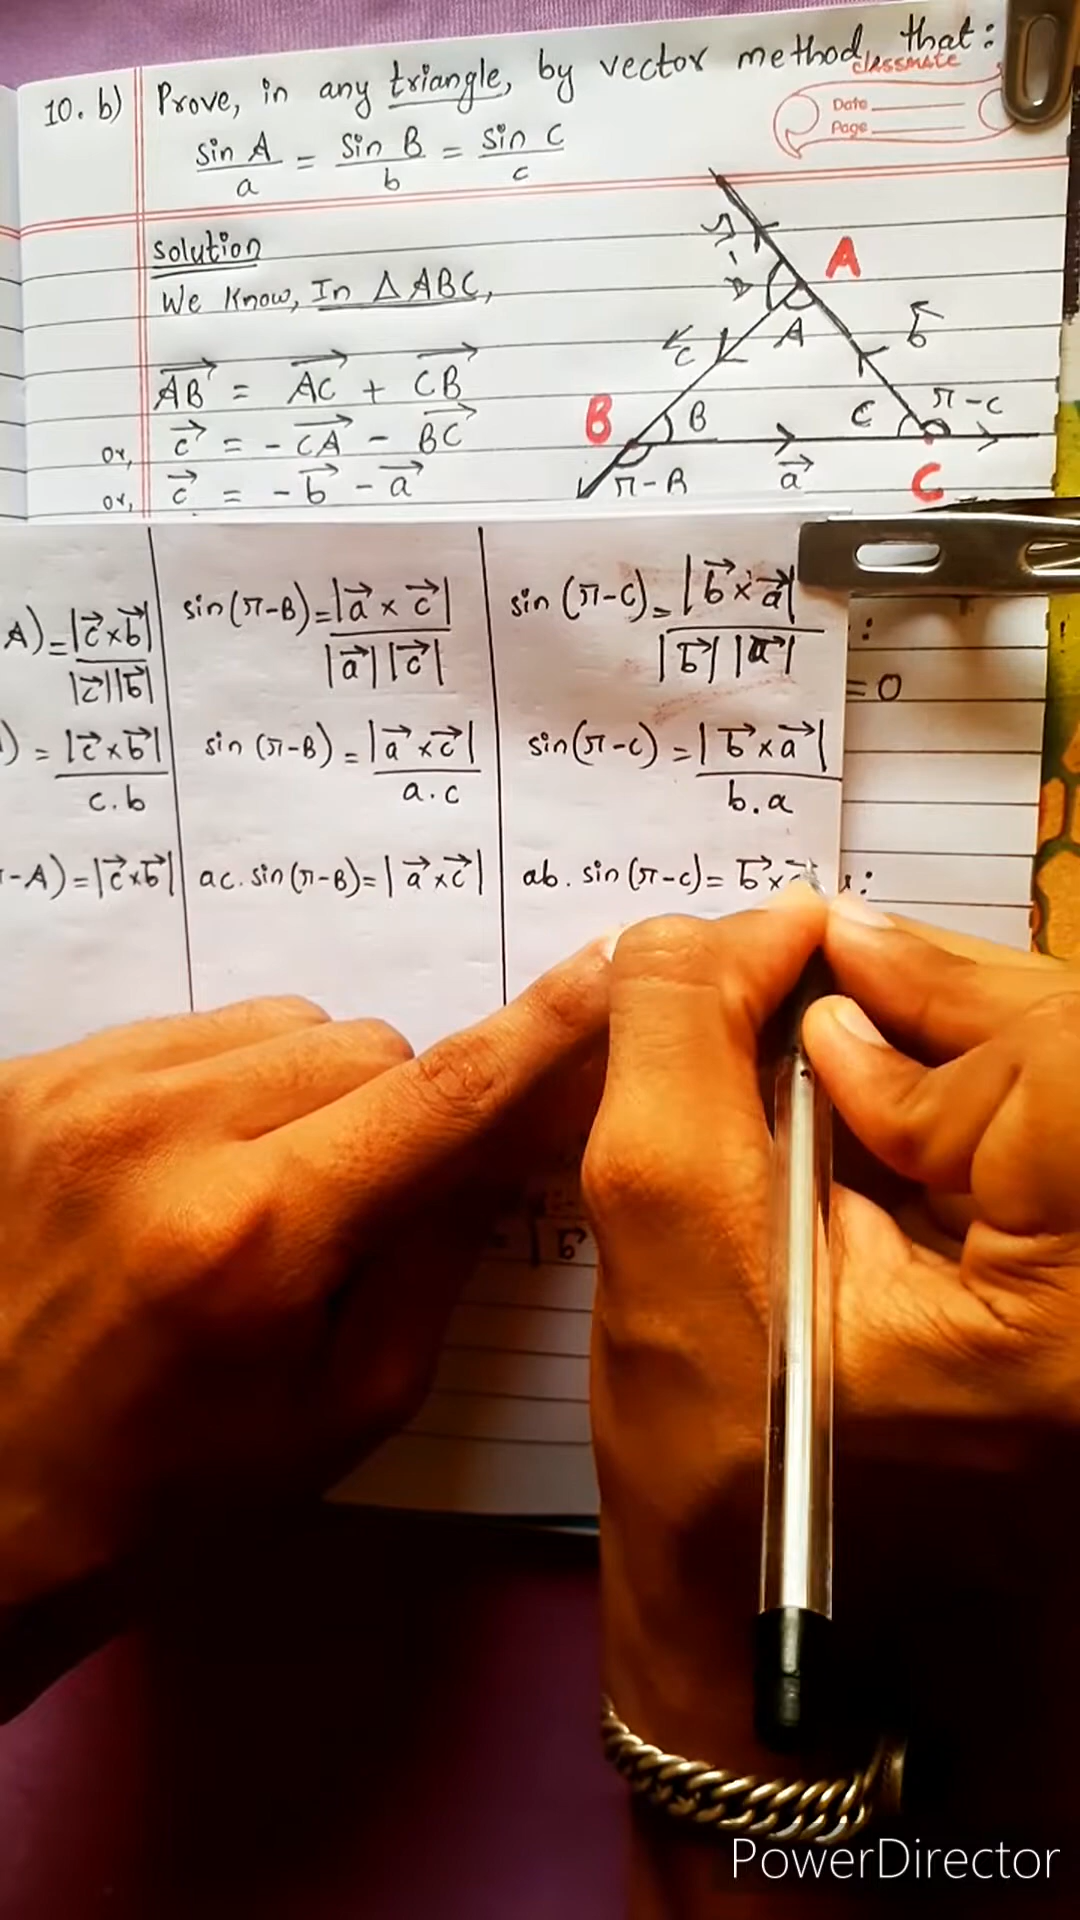 10. b) Prove, in any triangle, by vector method, that:
classmate
Date
Page
sin A/a = sin B/b = sin C/c
solution
We Know, In ΔABC,
AB⃗ = AC⃗ + CB⃗
or, c⃗ = -CA⃗ - BC⃗
or, c⃗ = -b⃗ - a⃗
A
π-A
A
b⃗
c⃗
B
B
C
π-C
π-B
a⃗
C
A) = |c⃗ × b⃗| / |c⃗||b⃗|
sin(π-B) = |a⃗ × c⃗| / |a⃗||c⃗|
sin(π-C) = |b⃗ × a⃗| / |b⃗||a⃗|
:
= 0
) = |c⃗ × b⃗| / c.b
sin(π-B) = |a⃗ × c⃗| / a.c
sin(π-C) = |b⃗ × a⃗| / b.a
-A) = |c⃗ × b⃗|
ac. sin(π-B) = |a⃗ × c⃗|
ab. sin(π-C) = b⃗ ×
:
= b⃗
PowerDirector